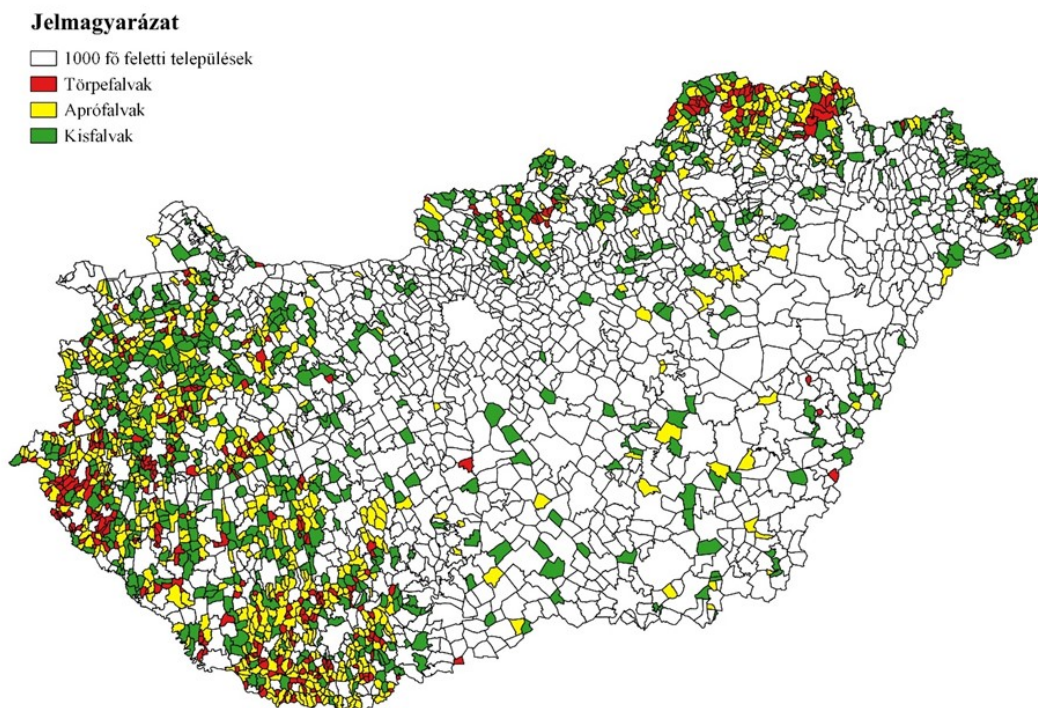 Jelmagyarázat
1000 fő feletti települések
Törpefalvak
Aprófalvak
Kisfalvak